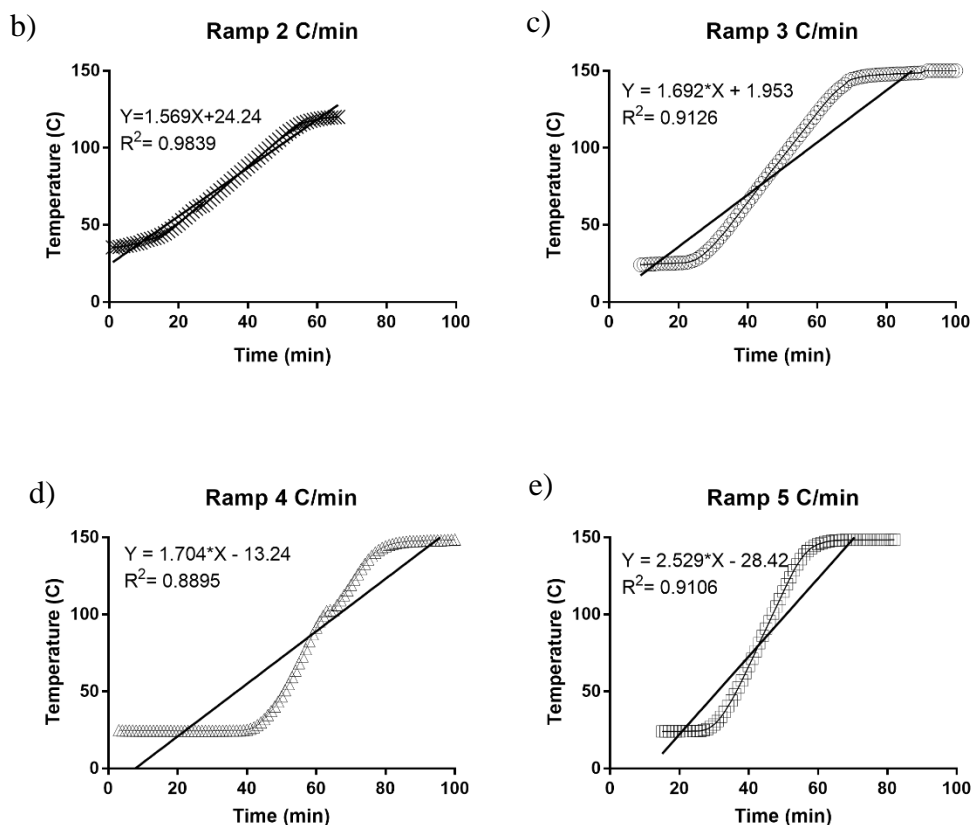 b)
Ramp 2 C/min
Y=1.569X+24.24
R²= 0.9839
Temperature (C)
150
100
50
0
0 20 40 60 80 100
Time (min)
c)
Ramp 3 C/min
Y = 1.692*X + 1.953
R²= 0.9126
Temperature (C)
150
100
50
0
0 20 40 60 80 100
Time (min)
d)
Ramp 4 C/min
Y = 1.704*X - 13.24
R²= 0.8895
Temperature (C)
150
100
50
0
0 20 40 60 80 100
Time (min)
e)
Ramp 5 C/min
Y = 2.529*X - 28.42
R²= 0.9106
Temperature (C)
150
100
50
0
0 20 40 60 80 100
Time (min)